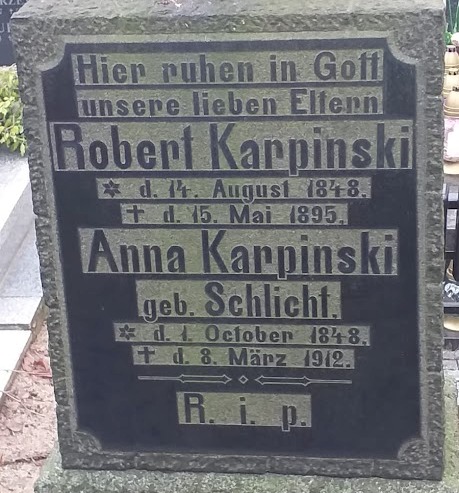 Hier ruhen in Gott
unsere lieben Eltern
Robert Karpinski
✡ d. 14. August 1848.
† d. 15. Mai 1895.
Anna Karpinski
geb. Schlicht.
✡ d. 1. October 1848.
† d. 8. März 1912.
R. i. p.